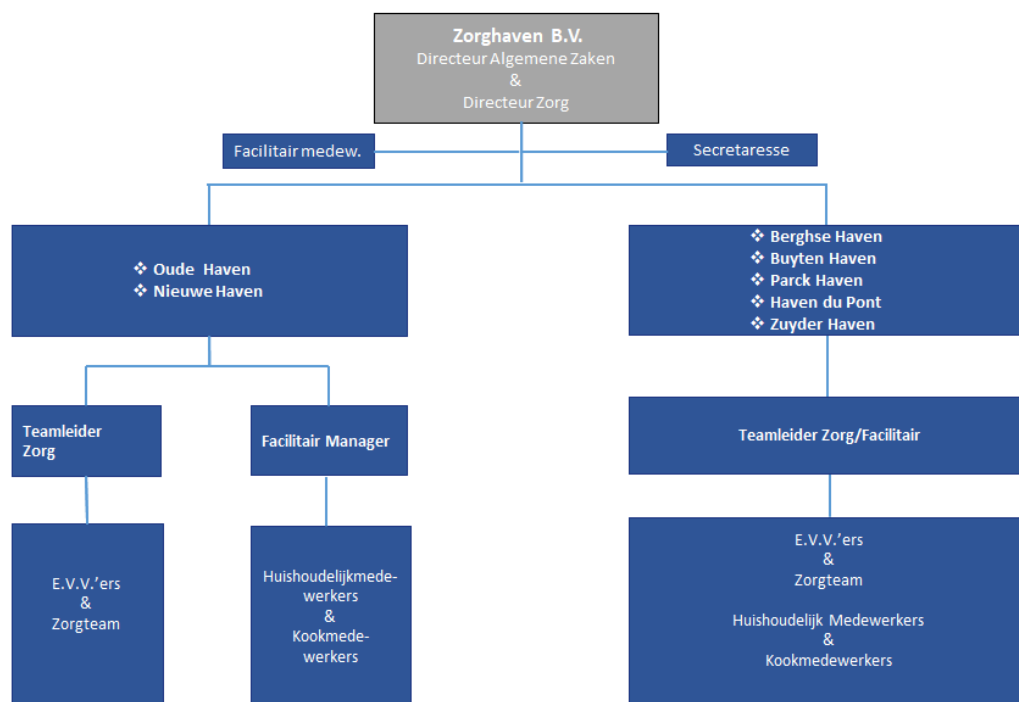 Zorghaven B.V.
Directeur Algemene Zaken
&
Directeur Zorg
Facilitair medew.
Secretaresse
❖ Oude Haven
❖ Nieuwe Haven
❖ Berghse Haven
❖ Buyten Haven
❖ Parck Haven
❖ Haven du Pont
❖ Zuyder Haven
Teamleider
Zorg
Facilitair Manager
Teamleider Zorg/Facilitair
E.V.V.’ers
&
Zorgteam
Huishoudelijkmede-
werkers
&
Kookmede-
werkers
E.V.V.’ers
&
Zorgteam
Huishoudelijk Medewerkers
&
Kookmedewerkers